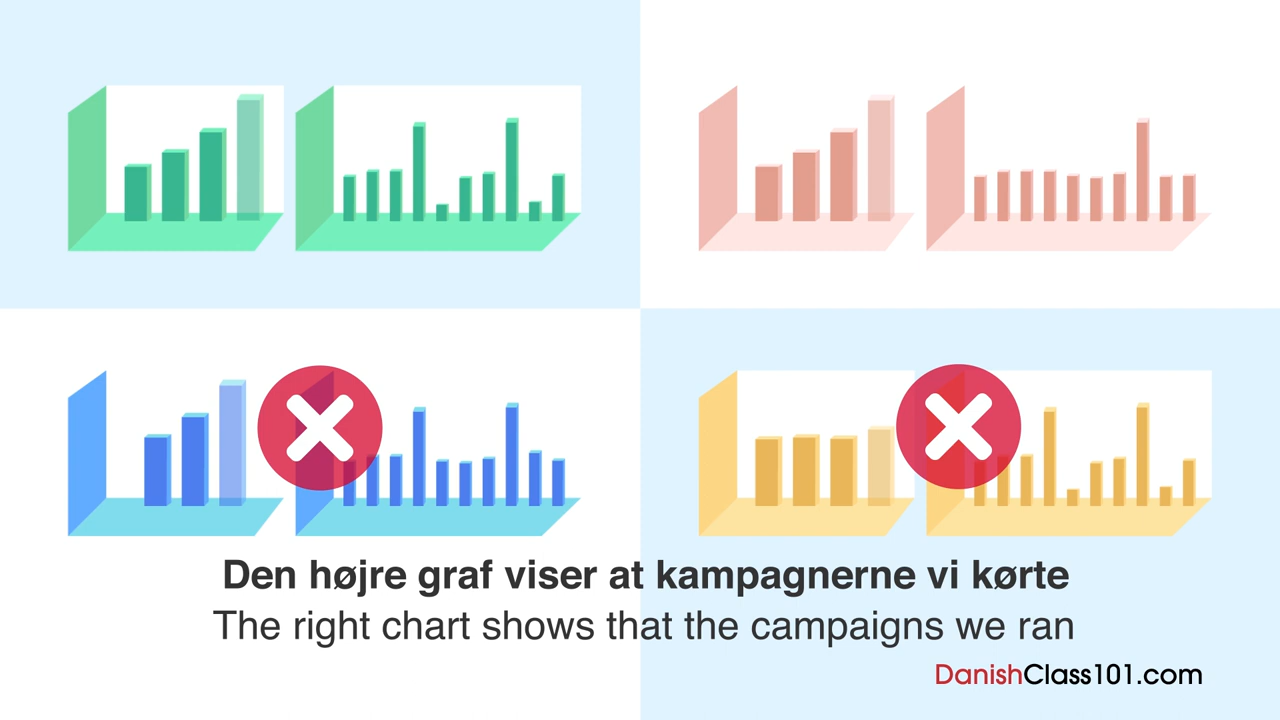 Den højre graf viser at kampagnerne vi kørte
The right chart shows that the campaigns we ran
DanishClass101.com